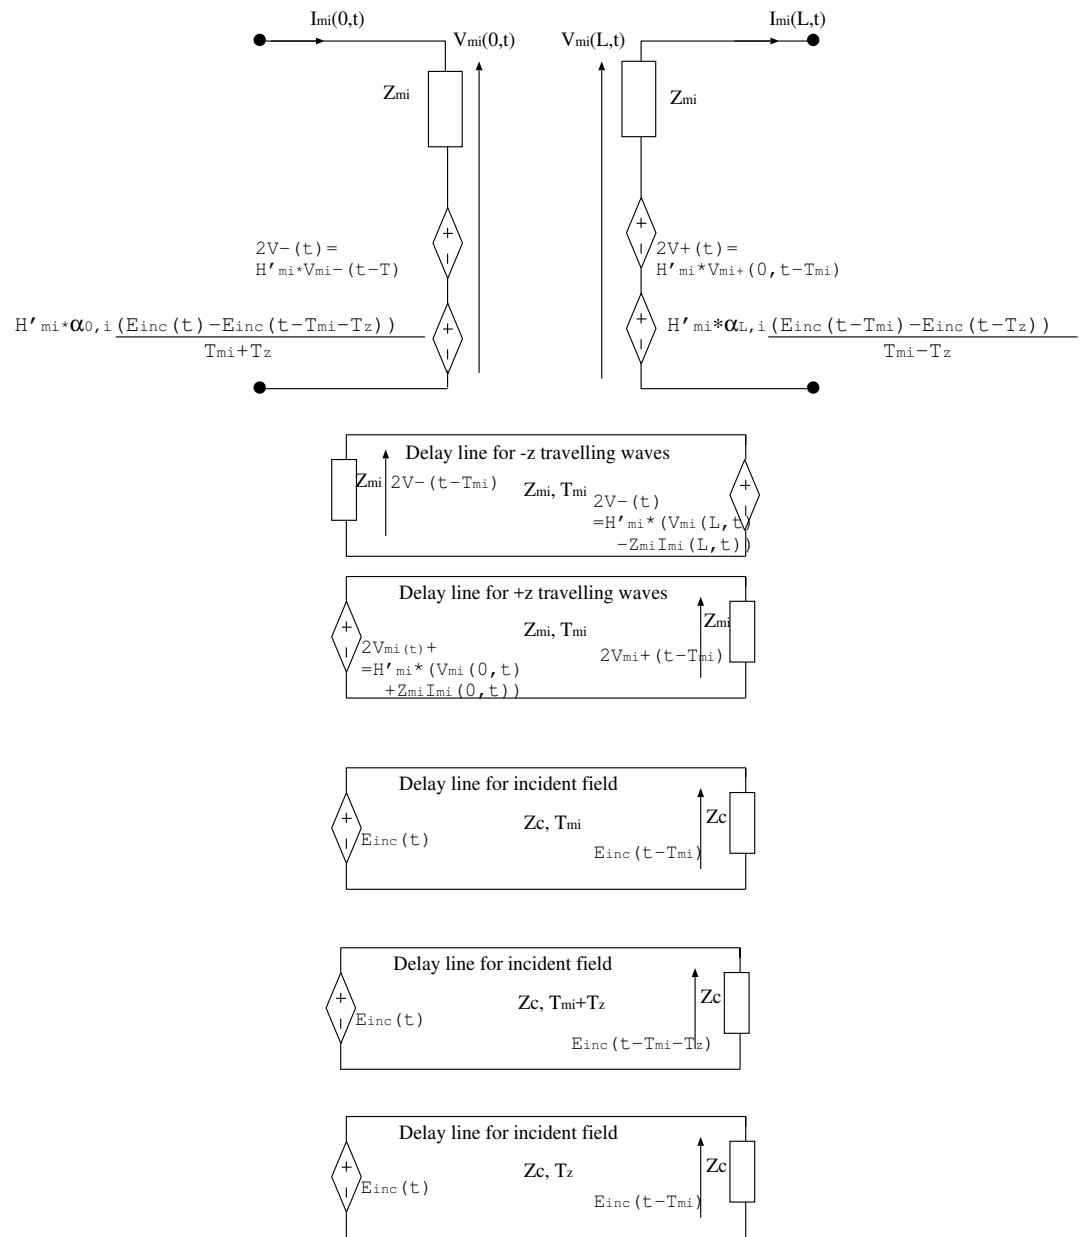 Imi(0,t)
Imi(L,t)
Vmi(0,t)
Vmi(L,t)
Zmi
Zmi
+
−
+
−
2V−(t)=
H′mi*Vmi−(t−T)
2V+(t)=
H′mi*Vmi+(0,t−Tmi)
+
−
+
−
H′mi*α0,i(Einc(t)−Einc(t−Tmi−Tz))
Tmi+Tz
H′mi*αL,i(Einc(t−Tmi)−Einc(t−Tz))
Tmi−Tz
Delay line for -z travelling waves
Zmi
2V−(t−Tmi)
Zmi, Tmi
2V−(t)
=H′mi*(Vmi(L,t)
−ZmiImi(L,t))
+
−
Delay line for +z travelling waves
Zmi, Tmi
Zmi
+
−
2Vmi(t)+
=H′mi*(Vmi(0,t)
+ZmiImi(0,t))
2Vmi+(t−Tmi)
Delay line for incident field
Zc, Tmi
Zc
+
−
Einc(t)
Einc(t−Tmi)
Delay line for incident field
Zc, Tmi+Tz
Zc
+
−
Einc(t)
Einc(t−Tmi−Tz)
Delay line for incident field
Zc, Tz
Zc
+
−
Einc(t)
Einc(t−Tmi)